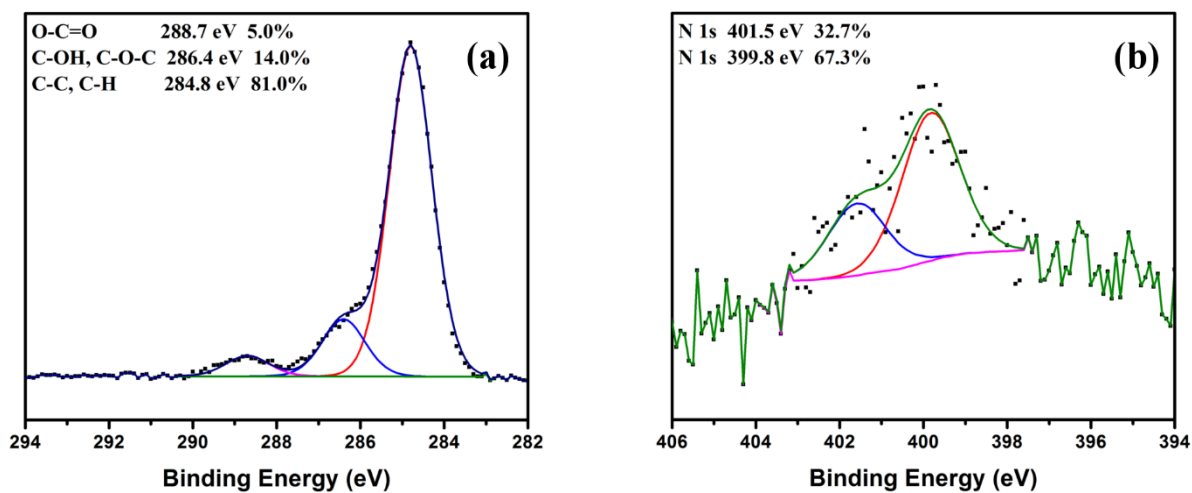 O-C=O 288.7 eV 5.0%
C-OH, C-O-C 286.4 eV 14.0%
C-C, C-H 284.8 eV 81.0%
(a)
294 292 290 288 286 284 282
Binding Energy (eV)
N 1s 401.5 eV 32.7%
N 1s 399.8 eV 67.3%
(b)
406 404 402 400 398 396 394
Binding Energy (eV)